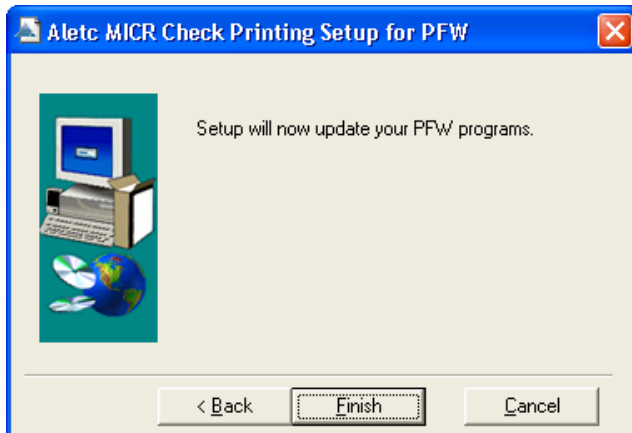 Aletc MICR Check Printing Setup for PFW
Setup will now update your PFW programs.
< Back Finish Cancel